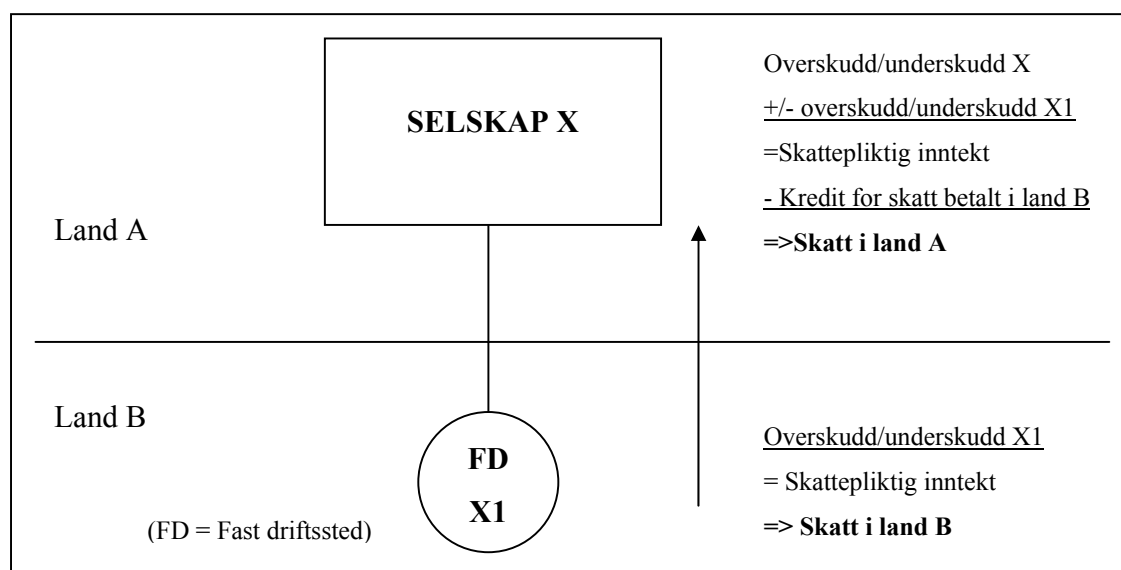 SELSKAP X
Overskudd/underskudd X
+/- overskudd/underskudd X1
=Skattepliktig inntekt
- Kredit for skatt betalt i land B
=>Skatt i land A
Land A
Land B
FD
X1
(FD = Fast driftssted)
Overskudd/underskudd X1
= Skattepliktig inntekt
=> Skatt i land B